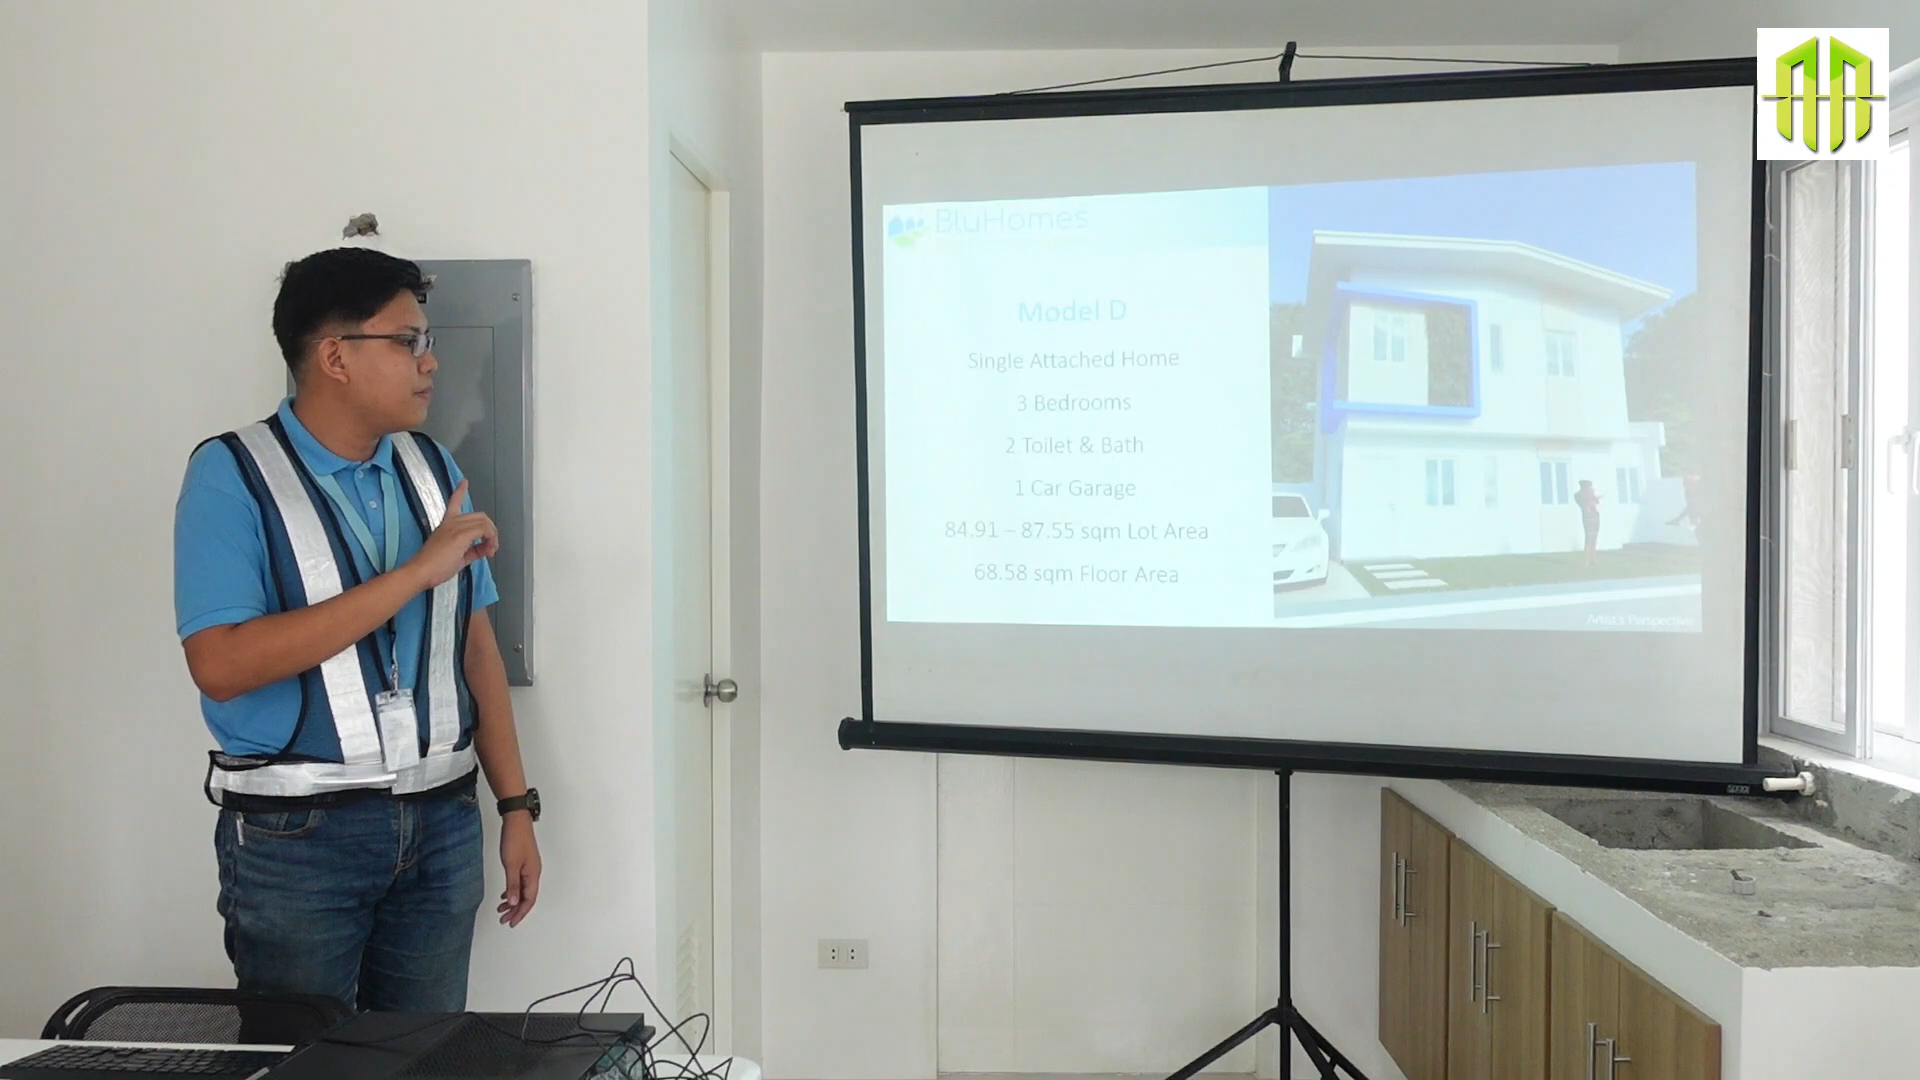 BluHomes
Model D
Single Attached Home
3 Bedrooms
2 Toilet & Bath
1 Car Garage
84.91 – 87.55 sqm Lot Area
68.58 sqm Floor Area
Artist's Perspective